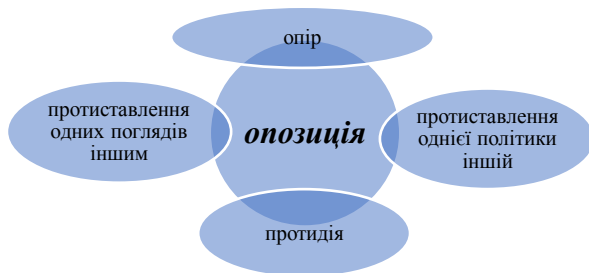 опір
протиставлення
одних поглядів
іншим
опозиція
протиставлення
однієї політики
іншій
протидія